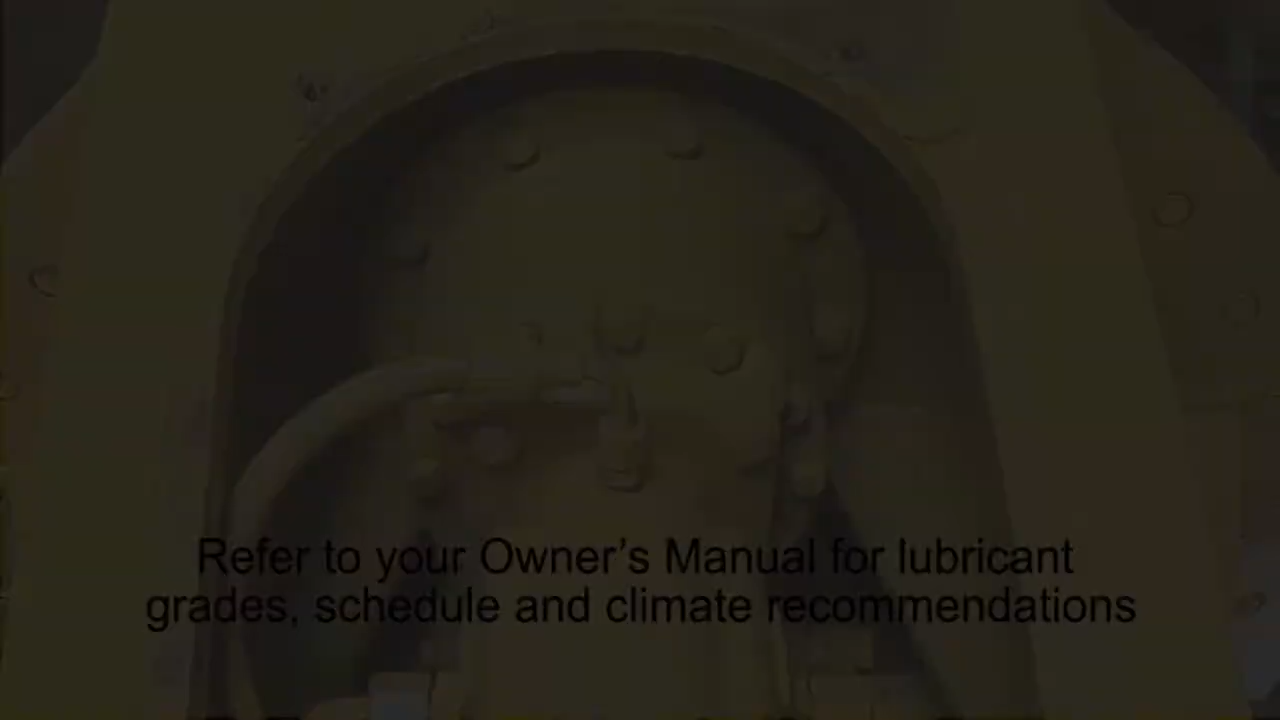 Refer to your Owner’s Manual for lubricant
grades, schedule and climate recommendations